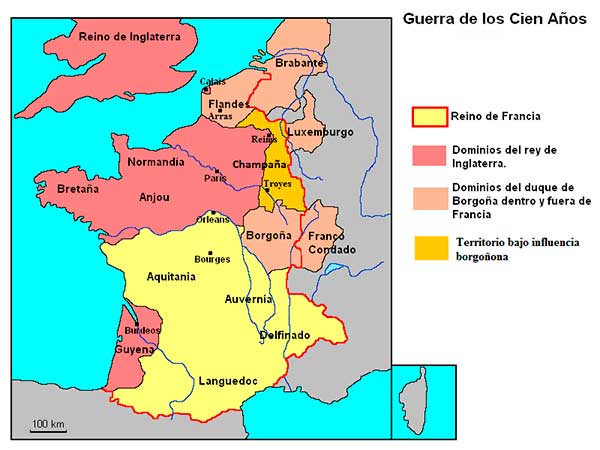 Guerra de los Cien Años
Reino de Inglaterra
Brabante
Calais
Flandes
Arras
Luxemburgo
Reims
Normandía
Champaña
París
Bretaña
Anjou
Troyes
Orleans
Borgoña
Franco
Condado
Bourges
Aquitania
Auvernia
Burdeos
Delfinado
Guyena
Languedoc
100 km
Reino de Francia
Dominios del rey de
Inglaterra.
Dominios del duque de
Borgoña dentro y fuera de
Francia
Territorio bajo influencia
borgoñona